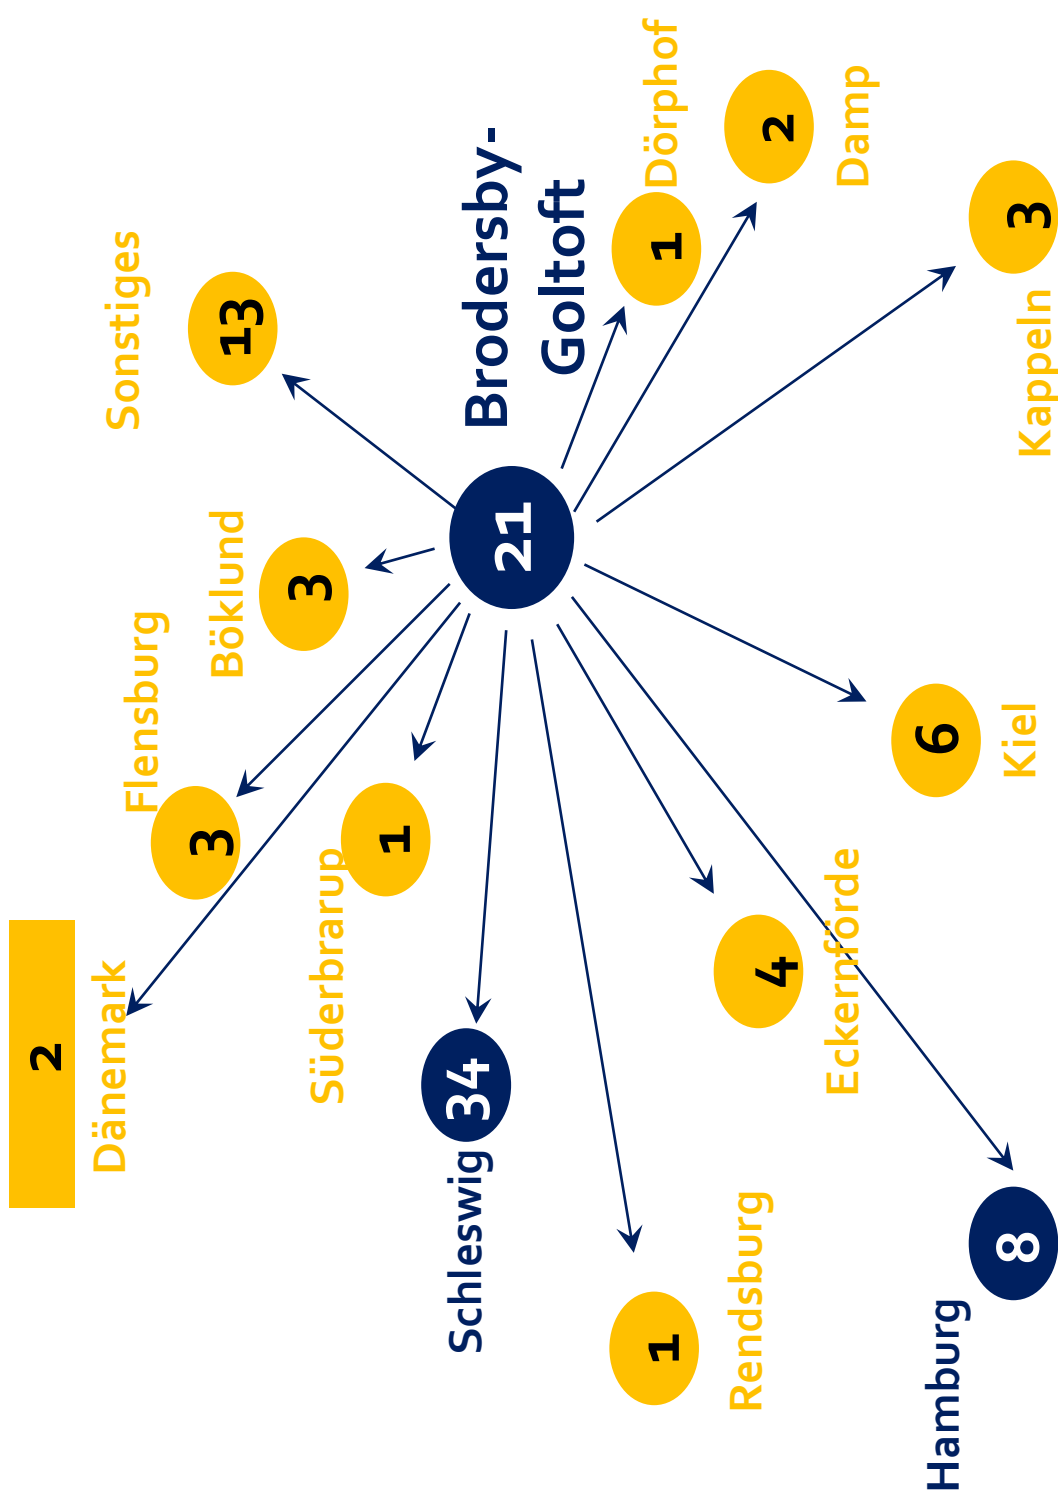 2
Dänemark
Flensburg
3
Sonstiges
13
Böklund
3
Süderbrarup
1
Schleswig
34
21
Brodersby-
Goltoft
Dörphof
1
2
Damp
1
Rendsburg
4
Eckernförde
6
Kiel
Hamburg
8
3
Kappeln